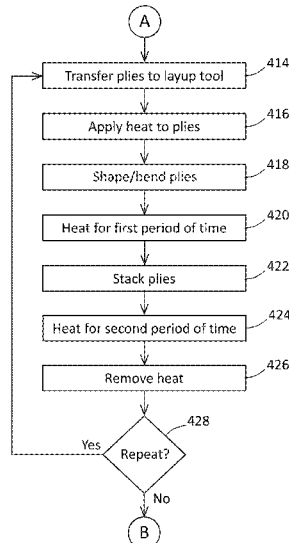 A
Transfer plies to layup tool 414
Apply heat to plies 416
Shape/bend plies 418
Heat for first period of time 420
Stack plies 422
Heat for second period of time 424
Remove heat 426
428
Yes Repeat?
No
B